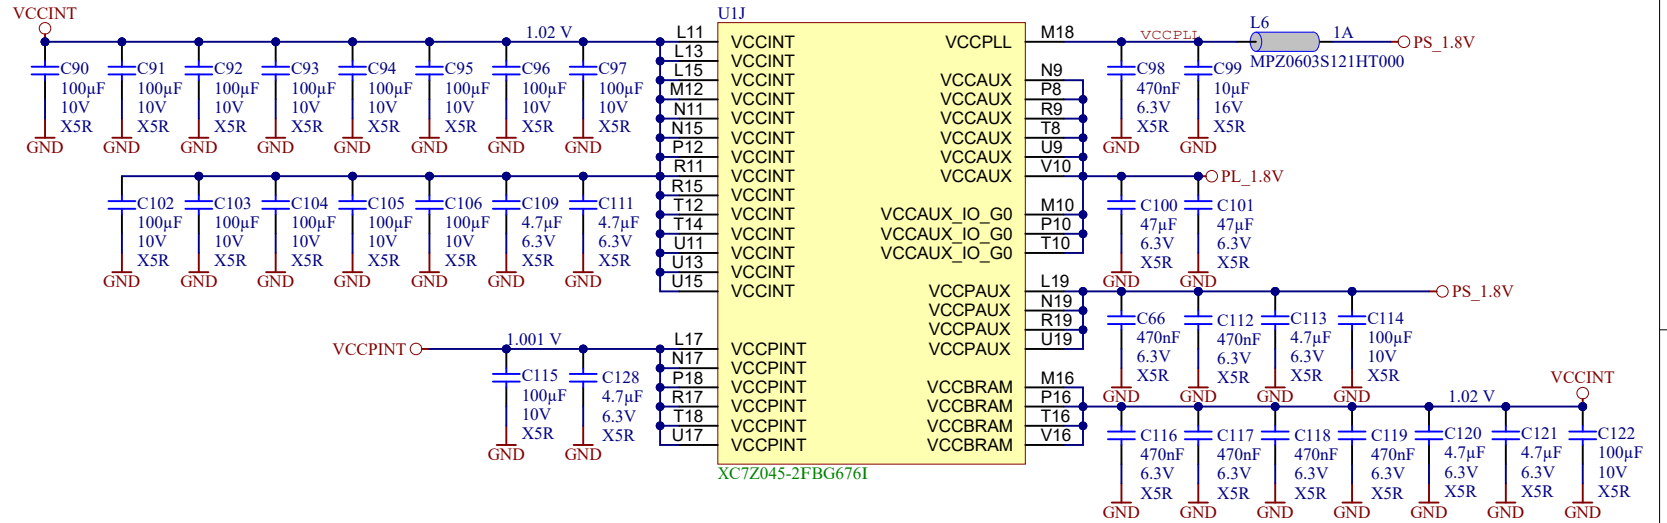 VCCINT
1.02 V
C90
100µF
10V
X5R
GND
C91
100µF
10V
X5R
GND
C92
100µF
10V
X5R
GND
C93
100µF
10V
X5R
GND
C94
100µF
10V
X5R
GND
C95
100µF
10V
X5R
GND
C96
100µF
10V
X5R
GND
C97
100µF
10V
X5R
GND
C102
100µF
10V
X5R
GND
C103
100µF
10V
X5R
GND
C104
100µF
10V
X5R
GND
C105
100µF
10V
X5R
GND
C106
100µF
10V
X5R
GND
C109
4.7µF
6.3V
X5R
GND
C111
4.7µF
6.3V
X5R
GND
VCCPINT
1.001 V
C115
100µF
10V
X5R
GND
C128
4.7µF
6.3V
X5R
GND
U1J
L11 VCCINT
L13 VCCINT
L15 VCCINT
M12 VCCINT
N11 VCCINT
N15 VCCINT
P12 VCCINT
R11 VCCINT
R15 VCCINT
T12 VCCINT
T14 VCCINT
U11 VCCINT
U13 VCCINT
U15 VCCINT
L17 VCCPINT
N17 VCCPINT
P18 VCCPINT
R17 VCCPINT
T18 VCCPINT
U17 VCCPINT
VCCPLL M18
VCCAUX N9
VCCAUX P8
VCCAUX R9
VCCAUX T8
VCCAUX U9
VCCAUX V10
VCCAUX_IO_G0 M10
VCCAUX_IO_G0 P10
VCCAUX_IO_G0 T10
VCCPAUX L19
VCCPAUX N19
VCCPAUX R19
VCCPAUX U19
VCCBRAM M16
VCCBRAM P16
VCCBRAM T16
VCCBRAM V16
XC7Z045-2FBG676I
VCCPLL
L6
1A
MPZ0603S121HT000
PS_1.8V
C98
470nF
6.3V
X5R
GND
C99
10µF
16V
X5R
GND
PL_1.8V
C100
47µF
6.3V
X5R
GND
C101
47µF
6.3V
X5R
GND
PS_1.8V
C66
470nF
6.3V
X5R
GND
C112
470nF
6.3V
X5R
GND
C113
4.7µF
6.3V
X5R
GND
C114
100µF
10V
X5R
GND
VCCINT
1.02 V
C116
470nF
6.3V
X5R
GND
C117
470nF
6.3V
X5R
GND
C118
470nF
6.3V
X5R
GND
C119
470nF
6.3V
X5R
GND
C120
4.7µF
6.3V
X5R
GND
C121
4.7µF
6.3V
X5R
GND
C122
100µF
10V
X5R
GND